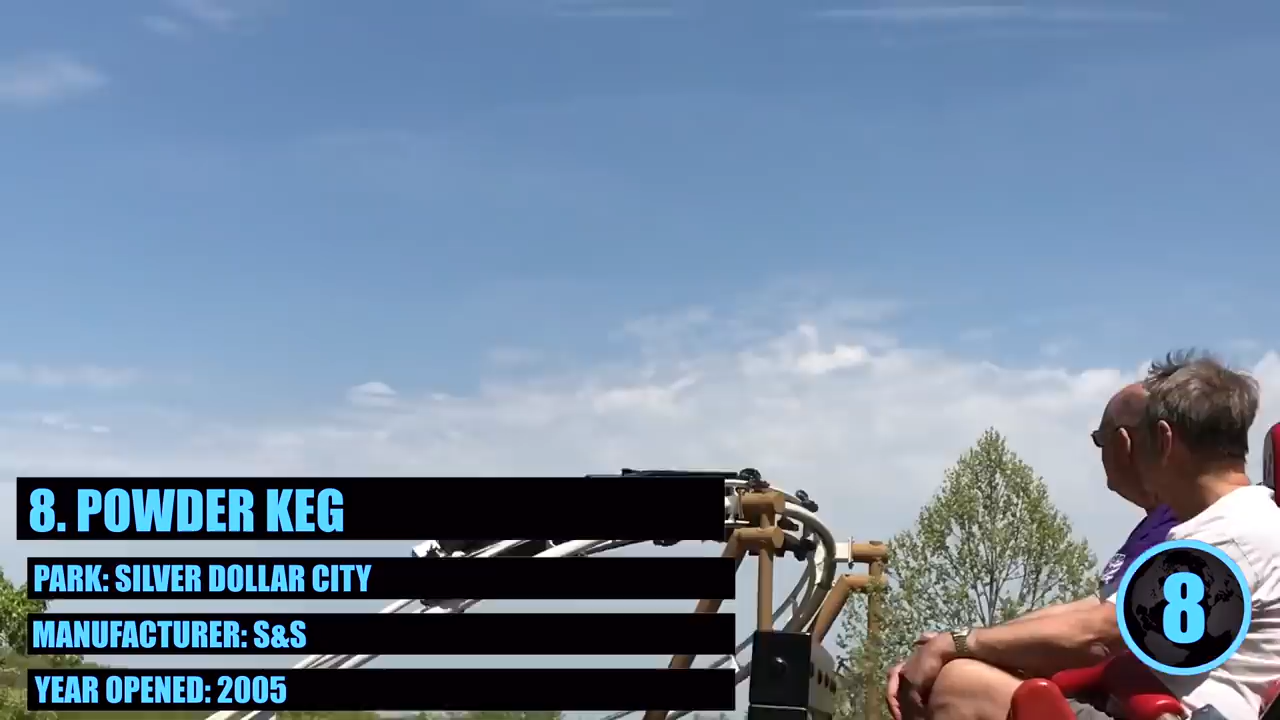 8. POWDER KEG
PARK: SILVER DOLLAR CITY
MANUFACTURER: S&S
YEAR OPENED: 2005
8